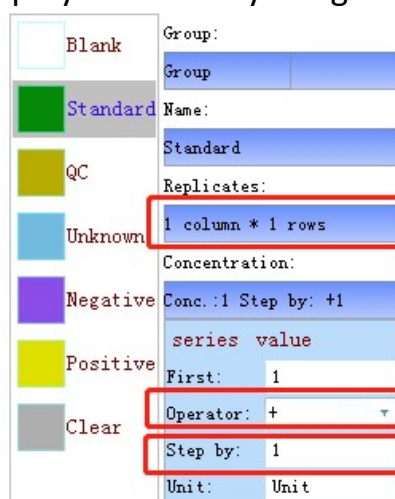 Blank
Standard
QC
Unknown
Negative
Positive
Clear
Group:
Group
Name:
Standard
Replicates:
1 column * 1 rows
Concentration:
Conc.:1 Step by: +1
series value
First: 1
Operator: +
Step by: 1
Unit: Unit